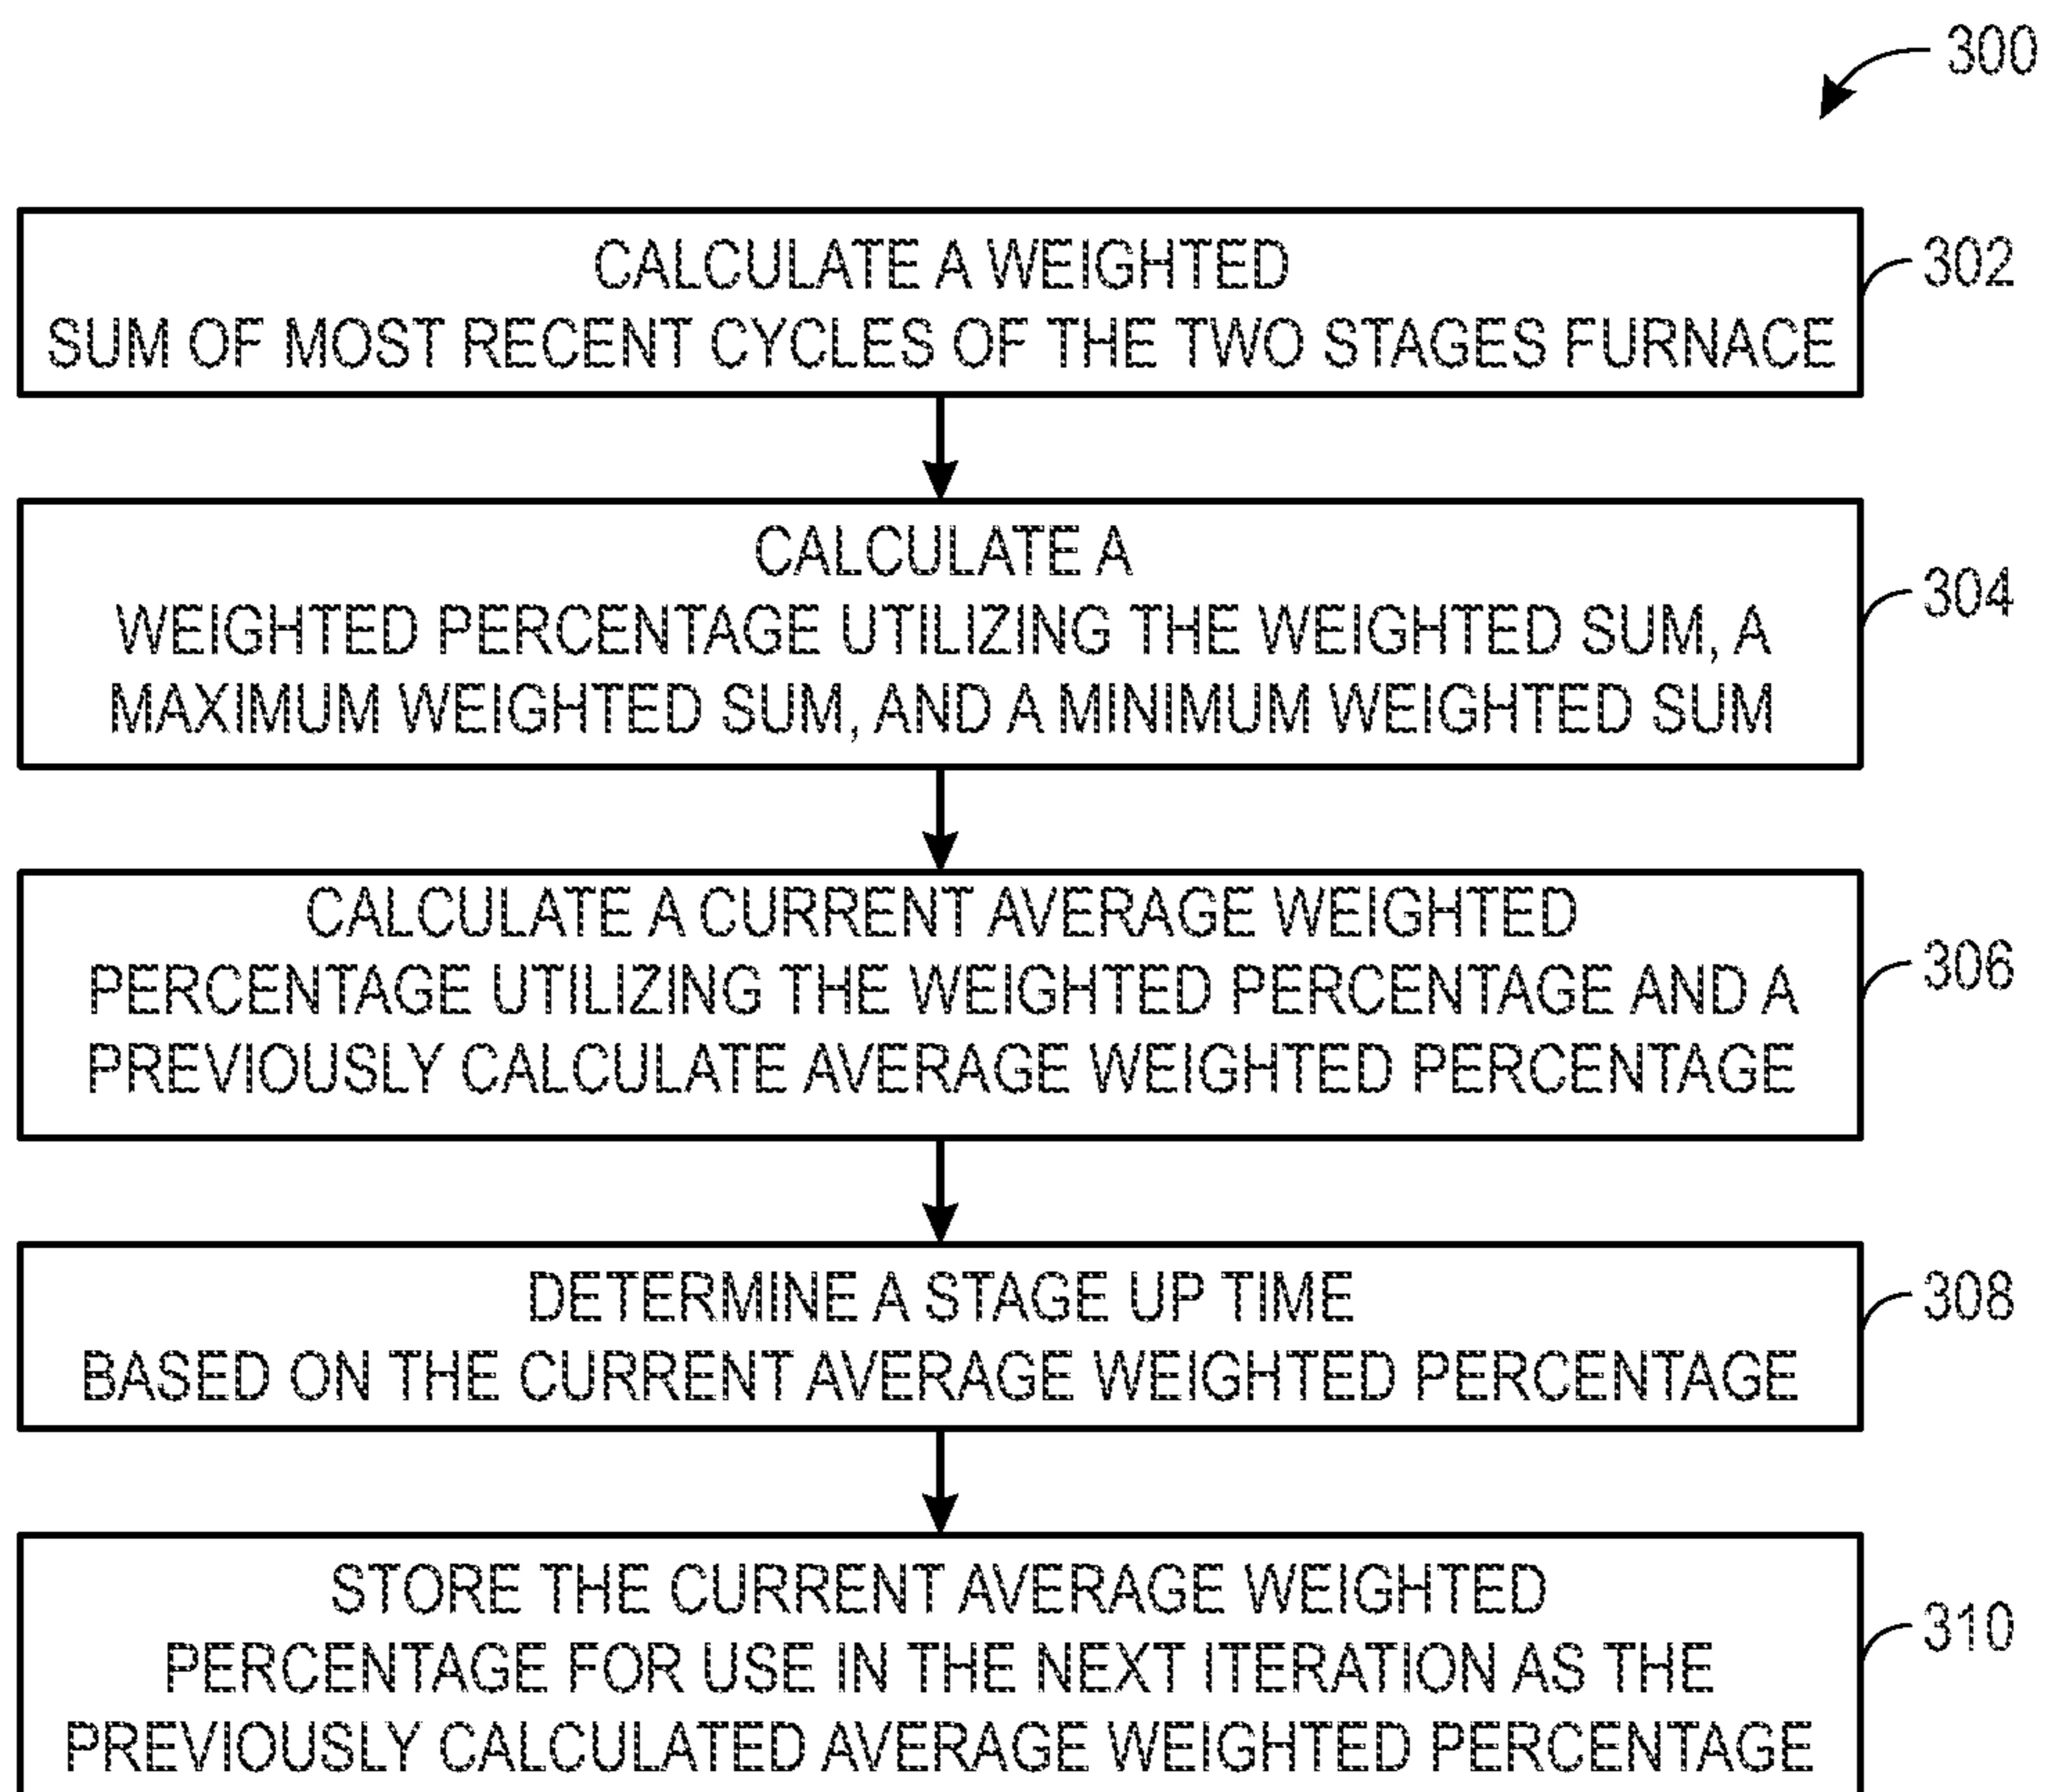 300
CALCULATE A WEIGHTED
SUM OF MOST RECENT CYCLES OF THE TWO STAGES FURNACE
302
CALCULATE A
WEIGHTED PERCENTAGE UTILIZING THE WEIGHTED SUM, A
MAXIMUM WEIGHTED SUM, AND A MINIMUM WEIGHTED SUM
304
CALCULATE A CURRENT AVERAGE WEIGHTED
PERCENTAGE UTILIZING THE WEIGHTED PERCENTAGE AND A
PREVIOUSLY CALCULATE AVERAGE WEIGHTED PERCENTAGE
306
DETERMINE A STAGE UP TIME
BASED ON THE CURRENT AVERAGE WEIGHTED PERCENTAGE
308
STORE THE CURRENT AVERAGE WEIGHTED
PERCENTAGE FOR USE IN THE NEXT ITERATION AS THE
PREVIOUSLY CALCULATED AVERAGE WEIGHTED PERCENTAGE
310